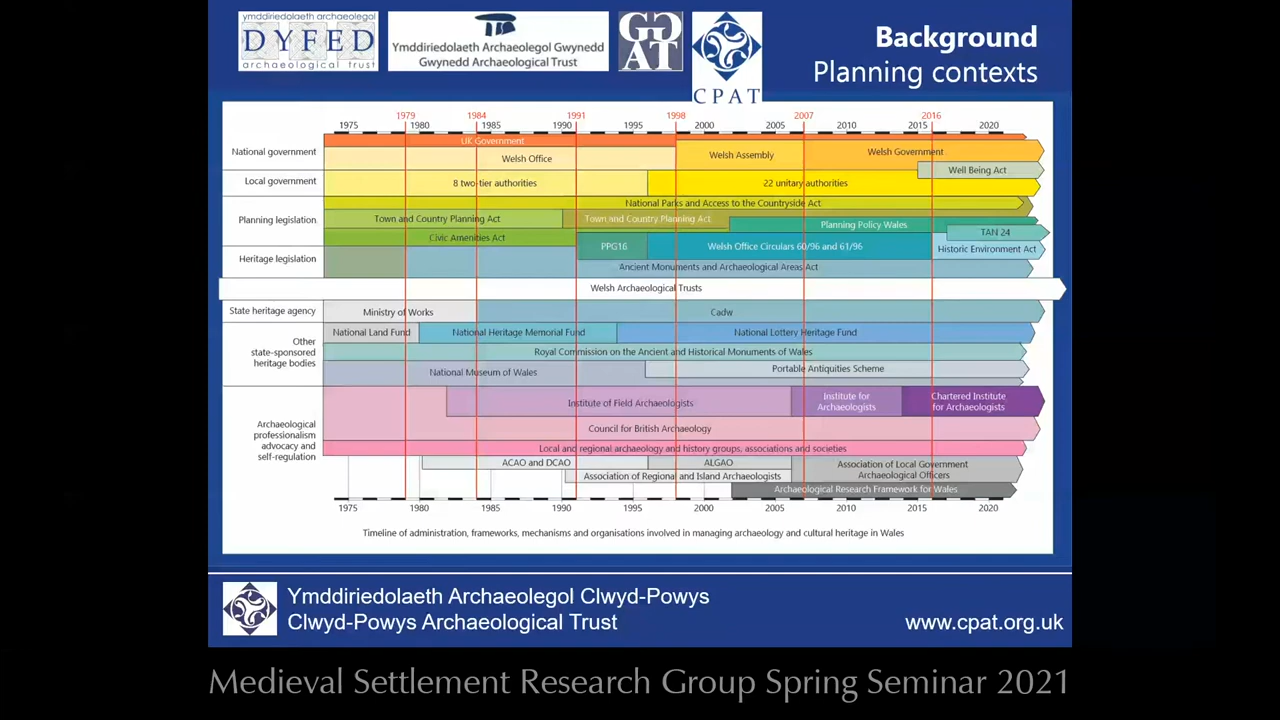 ymddiriedolaeth archaeolegol
DYFED
archaeological trust
Ymddiriedolaeth Archaeolegol Gwynedd
Gwynedd Archaeological Trust
GGAT
CPAT
Background
Planning contexts
1979 1984 1991 1998 2007 2016
1975 1980 1985 1990 1995 2000 2005 2010 2015 2020
National government
UK Government
Welsh Office
Welsh Assembly
Welsh Government
Well Being Act
Local government
8 two-tier authorities
22 unitary authorities
Planning legislation
National Parks and Access to the Countryside Act
Town and Country Planning Act
Town and Country Planning Act
Planning Policy Wales
TAN 24
Civic Amenities Act
Heritage legislation
PPG16
Welsh Office Circulars 60/96 and 61/96
Historic Environment Act
Ancient Monuments and Archaeological Areas Act
Welsh Archaeological Trusts
State heritage agency
Ministry of Works
Cadw
Other
state-sponsored
heritage bodies
National Land Fund
National Heritage Memorial Fund
National Lottery Heritage Fund
Royal Commission on the Ancient and Historical Monuments of Wales
National Museum of Wales
Portable Antiquities Scheme
Archaeological
professionalism
advocacy and
self-regulation
Institute of Field Archaeologists
Institute for
Archaeologists
Chartered Institute
for Archaeologists
Council for British Archaeology
Local and regional archaeology and history groups, associations and societies
ACAO and DCAO
ALGAO
Association of Local Government
Archaeological Officers
Association of Regional and Island Archaeologists
Archaeological Research Framework for Wales
1975 1980 1985 1990 1995 2000 2005 2010 2015 2020
Timeline of administration, frameworks, mechanisms and organisations involved in managing archaeology and cultural heritage in Wales
Ymddiriedolaeth Archaeolegol Clwyd-Powys
Clwyd-Powys Archaeological Trust
www.cpat.org.uk
Medieval Settlement Research Group Spring Seminar 2021